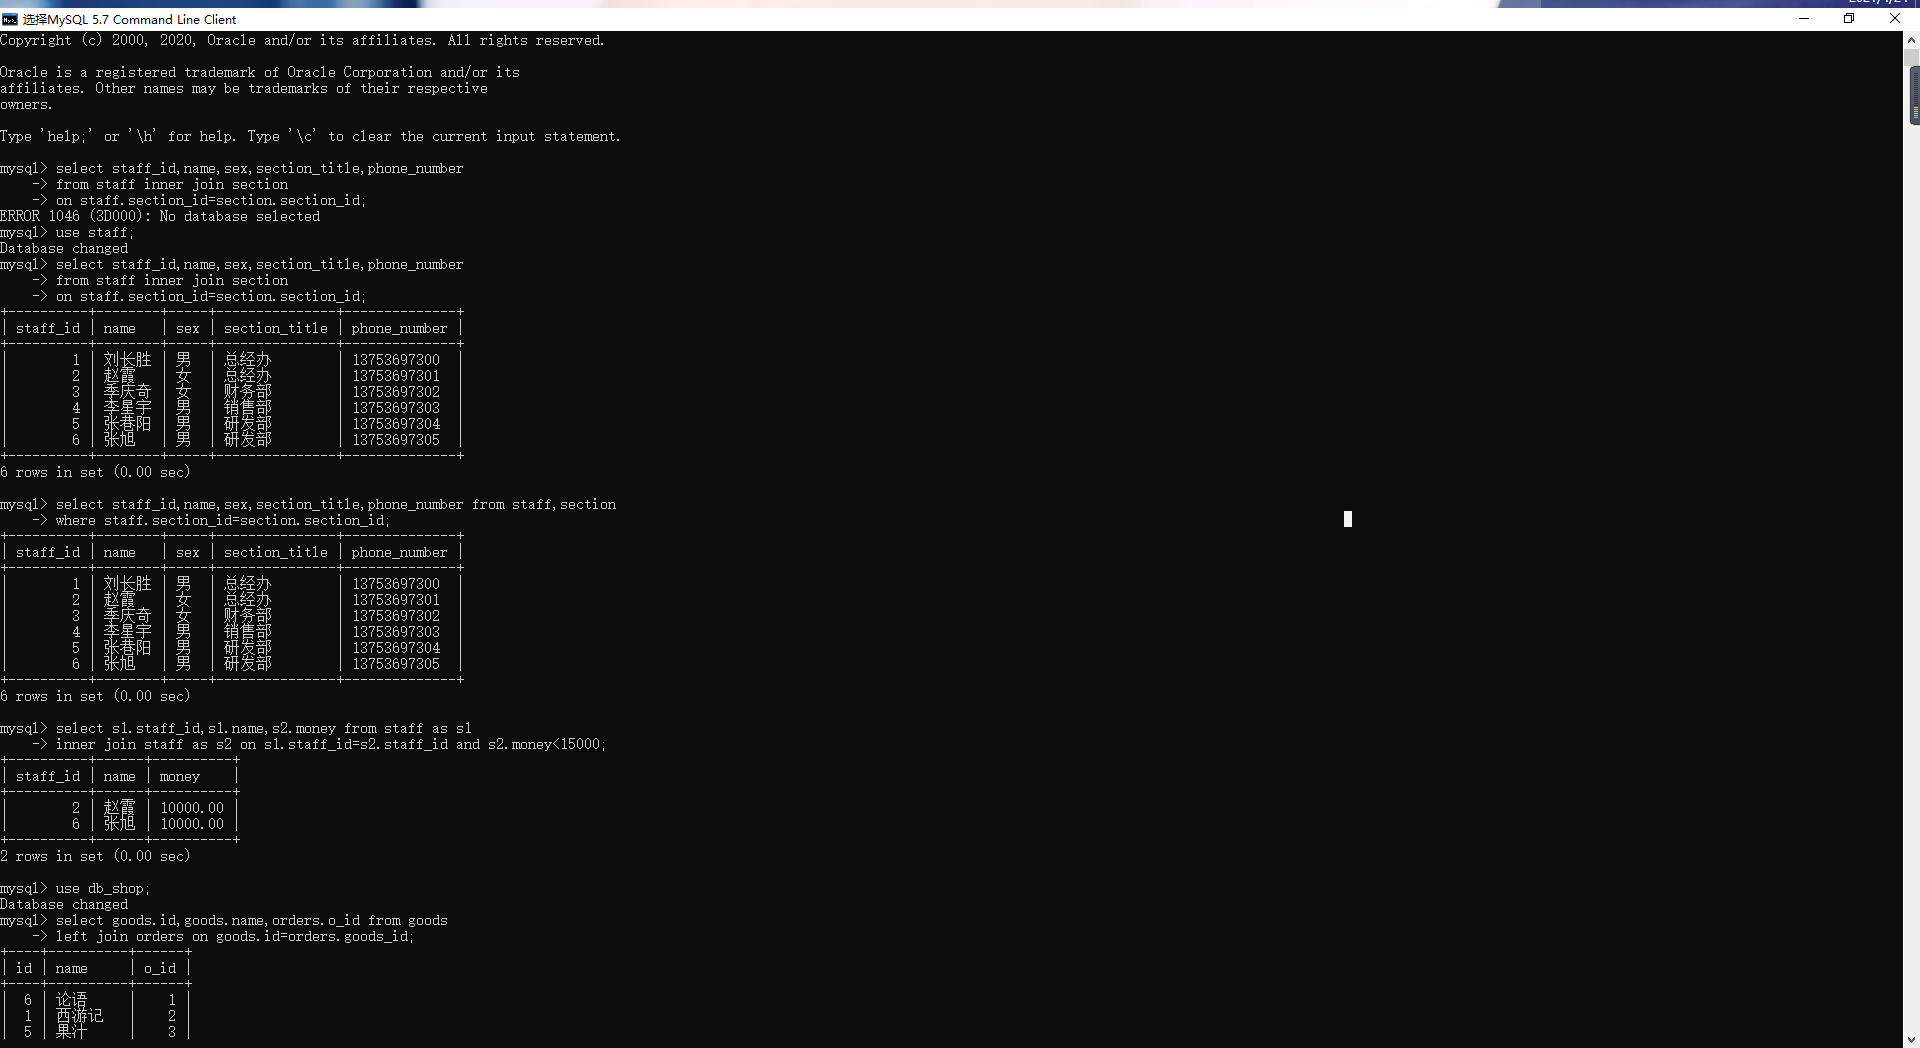 选择MySQL 5.7 Command Line Client
Copyright (c) 2000, 2020, Oracle and/or its affiliates. All rights reserved.
Oracle is a registered trademark of Oracle Corporation and/or its
affiliates. Other names may be trademarks of their respective
owners.
Type 'help;' or '\h' for help. Type '\c' to clear the current input statement.
mysql> select staff_id,name,sex,section_title,phone_number
    -> from staff inner join section
    -> on staff.section_id=section.section_id;
ERROR 1046 (3D000): No database selected
mysql> use staff;
Database changed
mysql> select staff_id,name,sex,section_title,phone_number
    -> from staff inner join section
    -> on staff.section_id=section.section_id;
+----------+--------+-----+---------------+--------------+
| staff_id | name   | sex | section_title | phone_number |
+----------+--------+-----+---------------+--------------+
|        1 | 刘长胜 | 男  | 总经办        | 13753697300  |
|        2 | 赵霞   | 女  | 总经办        | 13753697301  |
|        3 | 季庆奇 | 女  | 财务部        | 13753697302  |
|        4 | 李星宇 | 男  | 销售部        | 13753697303  |
|        5 | 张巷阳 | 男  | 研发部        | 13753697304  |
|        6 | 张旭   | 男  | 研发部        | 13753697305  |
+----------+--------+-----+---------------+--------------+
6 rows in set (0.00 sec)
mysql> select staff_id,name,sex,section_title,phone_number from staff,section
    -> where staff.section_id=section.section_id;
+----------+--------+-----+---------------+--------------+
| staff_id | name   | sex | section_title | phone_number |
+----------+--------+-----+---------------+--------------+
|        1 | 刘长胜 | 男  | 总经办        | 13753697300  |
|        2 | 赵霞   | 女  | 总经办        | 13753697301  |
|        3 | 季庆奇 | 女  | 财务部        | 13753697302  |
|        4 | 李星宇 | 男  | 销售部        | 13753697303  |
|        5 | 张巷阳 | 男  | 研发部        | 13753697304  |
|        6 | 张旭   | 男  | 研发部        | 13753697305  |
+----------+--------+-----+---------------+--------------+
6 rows in set (0.00 sec)
mysql> select s1.staff_id,s1.name,s2.money from staff as s1
    -> inner join staff as s2 on s1.staff_id=s2.staff_id and s2.money<15000;
+----------+------+----------+
| staff_id | name | money    |
+----------+------+----------+
|        2 | 赵霞 | 10000.00 |
|        6 | 张旭 | 10000.00 |
+----------+------+----------+
2 rows in set (0.00 sec)
mysql> use db_shop;
Database changed
mysql> select goods.id,goods.name,orders.o_id from goods
    -> left join orders on goods.id=orders.goods_id;
+----+----------+------+
| id | name     | o_id |
+----+----------+------+
|  6 | 论语     |    1 |
|  1 | 西游记   |    2 |
|  5 | 果汁     |    3 |